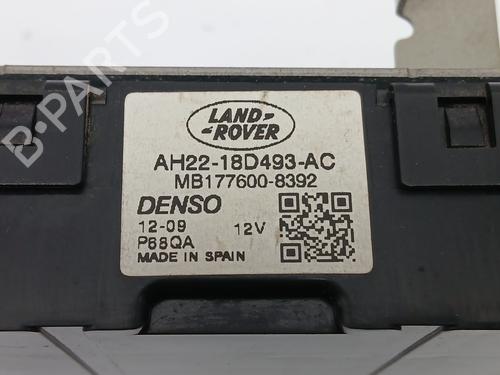 LAND-
-ROVER
AH22-18D493-AC
MB177600-8392
DENSO
12-09 12V
P68QA
MADE IN SPAIN
B-PARTS